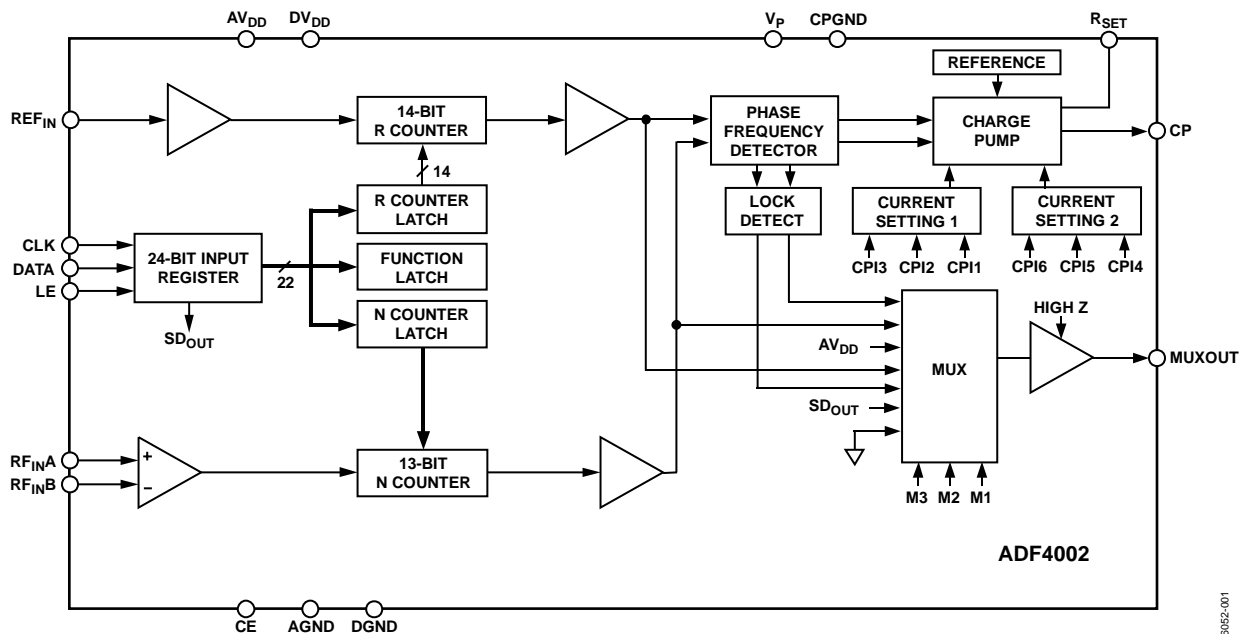 AVDD DVDD VP CPGND RSET
REFERENCE
14-BIT
R COUNTER
PHASE
FREQUENCY
DETECTOR
CHARGE
PUMP
REFIN
CP
14
R COUNTER
LATCH
LOCK
DETECT
CURRENT
SETTING 1
CURRENT
SETTING 2
CLK
DATA
LE
24-BIT INPUT
REGISTER
22
FUNCTION
LATCH
CPI3 CPI2 CPI1 CPI6 CPI5 CPI4
N COUNTER
LATCH
SDOUT
HIGH Z
AVDD
MUX
MUXOUT
SDOUT
RFINA
RFINB
+
–
13-BIT
N COUNTER
M3 M2 M1
ADF4002
CE AGND DGND
6052-001